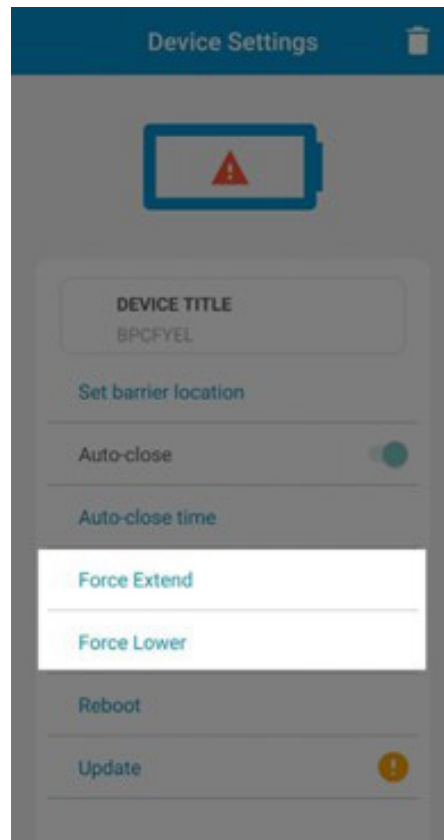 Device Settings
DEVICE TITLE
BPCFYEL
Set barrier location
Auto-close
Auto-close time
Force Extend
Force Lower
Reboot
Update